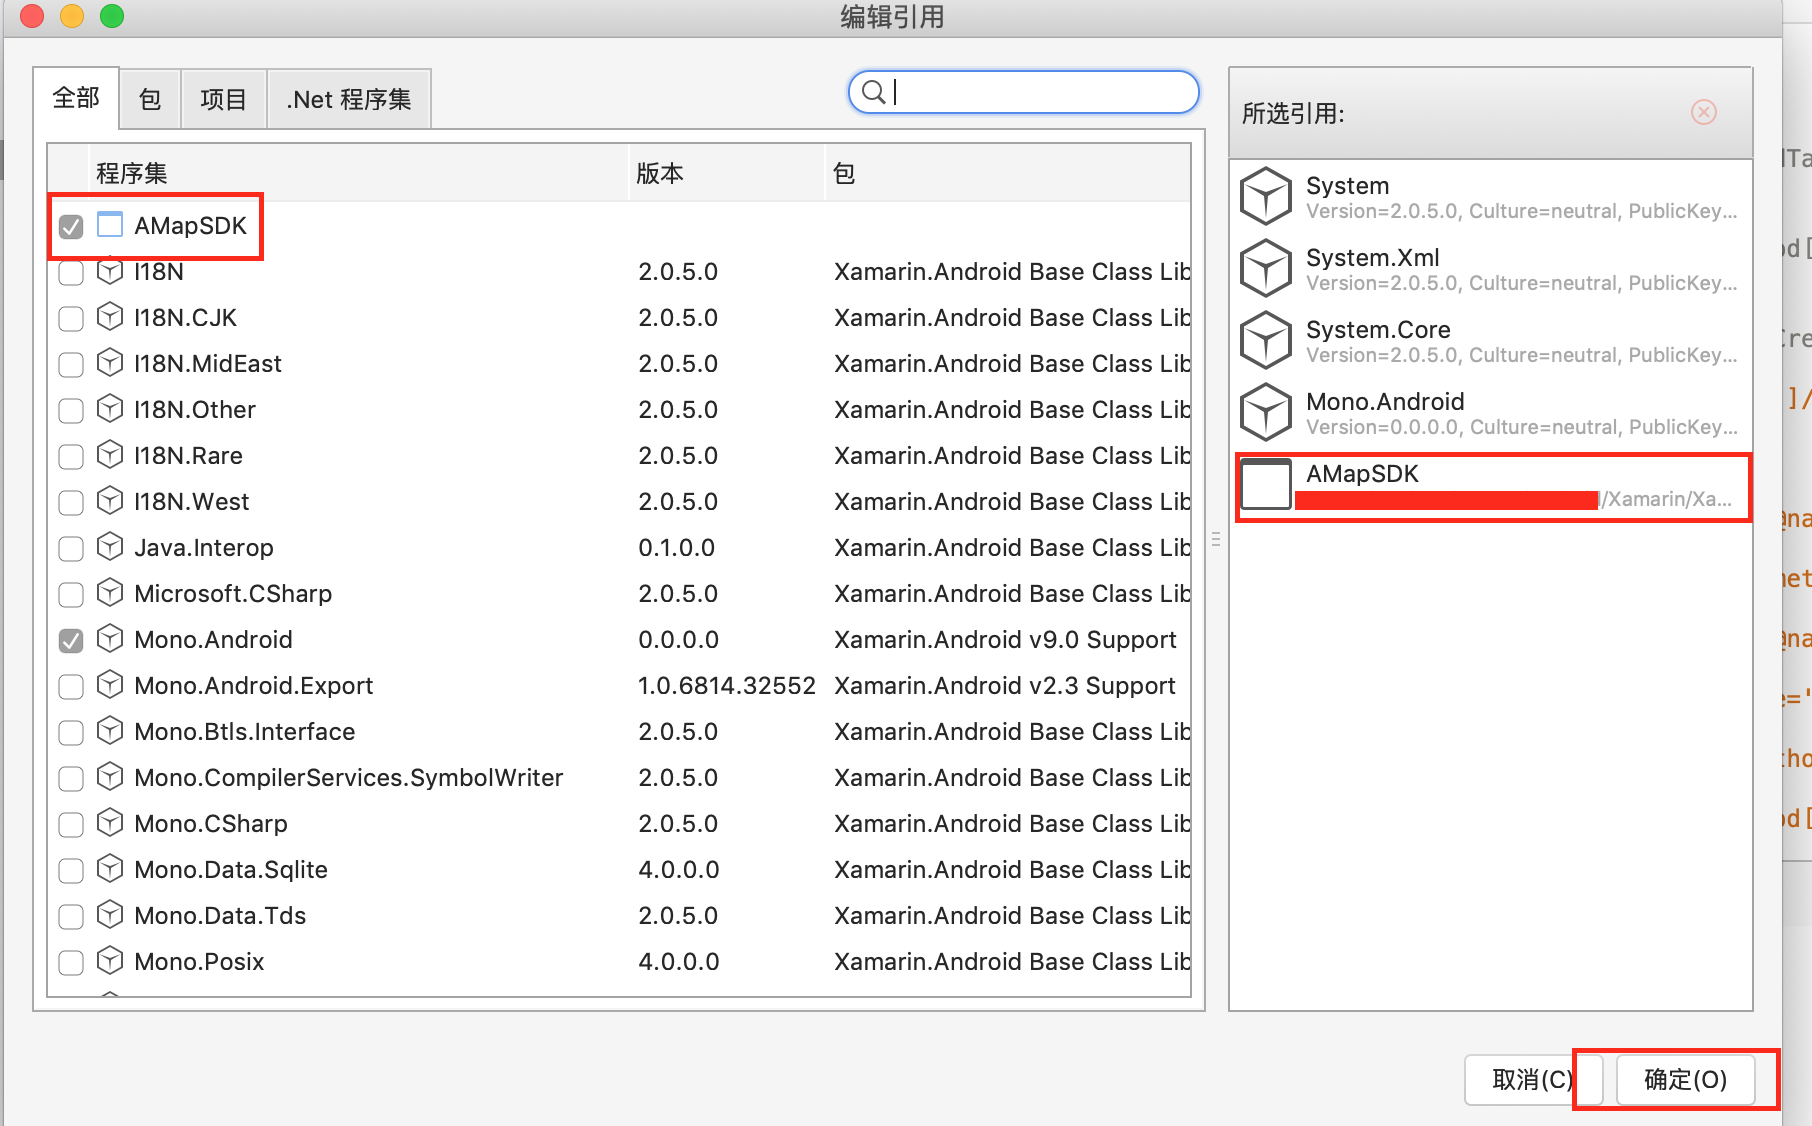 编辑引用
全部 包 项目 .Net 程序集
程序集 版本 包
AMapSDK
I18N 2.0.5.0 Xamarin.Android Base Class Lib
I18N.CJK 2.0.5.0 Xamarin.Android Base Class Lib
I18N.MidEast 2.0.5.0 Xamarin.Android Base Class Lib
I18N.Other 2.0.5.0 Xamarin.Android Base Class Lib
I18N.Rare 2.0.5.0 Xamarin.Android Base Class Lib
I18N.West 2.0.5.0 Xamarin.Android Base Class Lib
Java.Interop 0.1.0.0 Xamarin.Android Base Class Lib
Microsoft.CSharp 2.0.5.0 Xamarin.Android Base Class Lib
Mono.Android 0.0.0.0 Xamarin.Android v9.0 Support
Mono.Android.Export 1.0.6814.32552 Xamarin.Android v2.3 Support
Mono.Btls.Interface 2.0.5.0 Xamarin.Android Base Class Lib
Mono.CompilerServices.SymbolWriter 2.0.5.0 Xamarin.Android Base Class Lib
Mono.CSharp 2.0.5.0 Xamarin.Android Base Class Lib
Mono.Data.Sqlite 4.0.0.0 Xamarin.Android Base Class Lib
Mono.Data.Tds 2.0.5.0 Xamarin.Android Base Class Lib
Mono.Posix 4.0.0.0 Xamarin.Android Base Class Lib
所选引用:
System
Version=2.0.5.0, Culture=neutral, PublicKey...
System.Xml
Version=2.0.5.0, Culture=neutral, PublicKey...
System.Core
Version=2.0.5.0, Culture=neutral, PublicKey...
Mono.Android
Version=0.0.0.0, Culture=neutral, PublicKey...
AMapSDK
/Xamarin/Xa...
取消(C) 确定(O)